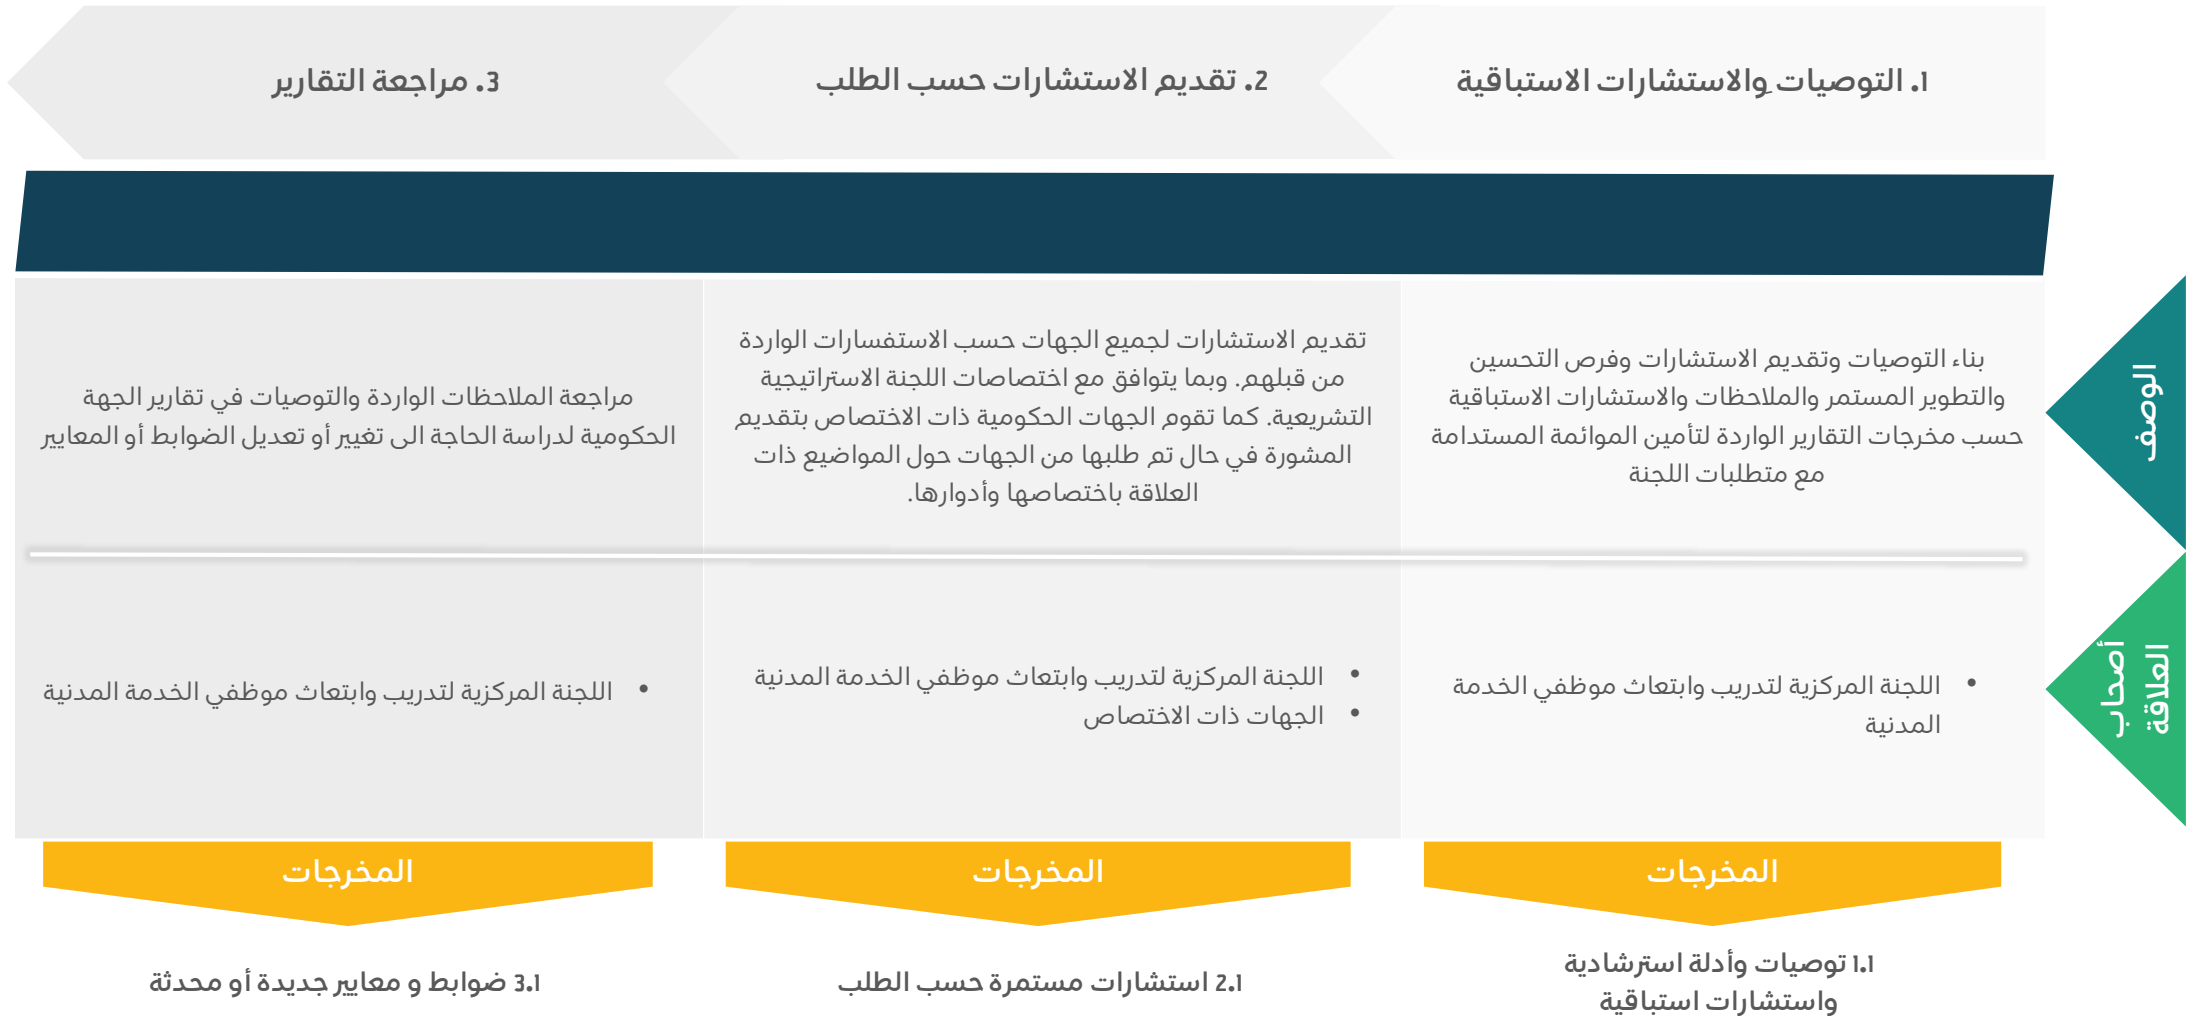 1. التوصيات والاستشارات الاستباقية
2. تقديم الاستشارات حسب الطلب
3. مراجعة التقارير
الوصف
بناء التوصيات وتقديم الاستشارات وفرص التحسين
والتطوير المستمر والملاحظات والاستشارات الاستباقية
حسب مخرجات التقارير الواردة لتأمين الموائمة المستدامة
مع متطلبات اللجنة
تقديم الاستشارات لجميع الجهات حسب الاستفسارات الواردة
من قبلهم. وبما يتوافق مع اختصاصات اللجنة الاستراتيجية
التشريعية. كما تقوم الجهات الحكومية ذات الاختصاص بتقديم
المشورة في حال تم طلبها من الجهات حول المواضيع ذات
العلاقة باختصاصها وأدوارها.
مراجعة الملاحظات الواردة والتوصيات في تقارير الجهة
الحكومية لدراسة الحاجة الى تغيير أو تعديل الضوابط أو المعايير
أصحاب
العلاقة
• اللجنة المركزية لتدريب وابتعاث موظفي الخدمة
المدنية
• اللجنة المركزية لتدريب وابتعاث موظفي الخدمة المدنية
• الجهات ذات الاختصاص
• اللجنة المركزية لتدريب وابتعاث موظفي الخدمة المدنية
المخرجات
المخرجات
المخرجات
1.1 توصيات وأدلة استرشادية
واستشارات استباقية
2.1 استشارات مستمرة حسب الطلب
3.1 ضوابط و معايير جديدة أو محدثة